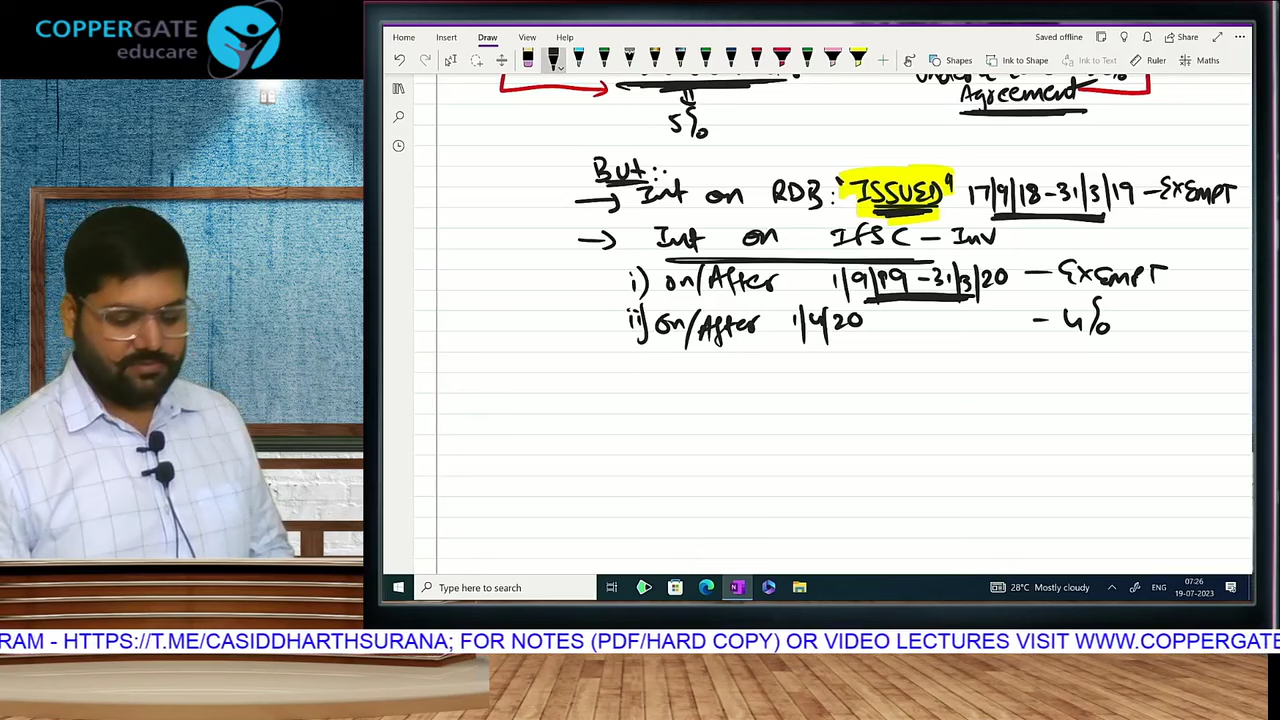 COPPERGATE
educare
Home Insert Draw View Help
Saved offline
Share
Shapes
Ink to Shape
Ink to Text
Ruler
Maths
Agreement
5%
But:-
→ Int on RDB: "ISSUED" 17/9/18-31/3/19 - EXEMPT
→ Int on IFSC - Inv
i) on/After 1/9/19 - 31/3/20 - EXEMPT
ii) on/After 1/4/20 - 4%
Type here to search
28°C Mostly cloudy
ENG
07:26
19-07-2023
RAM - HTTPS://T.ME/CASIDDHARTHSURANA; FOR NOTES (PDF/HARD COPY) OR VIDEO LECTURES VISIT WWW.COPPERGATE